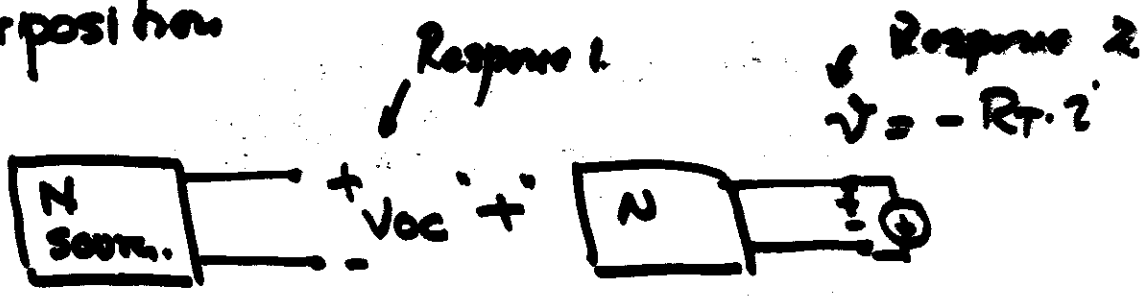 rposition
Response 1.
Response 2
v = - RT. i
N
Sourc.
+
Voc
-
"+"
N
+
-